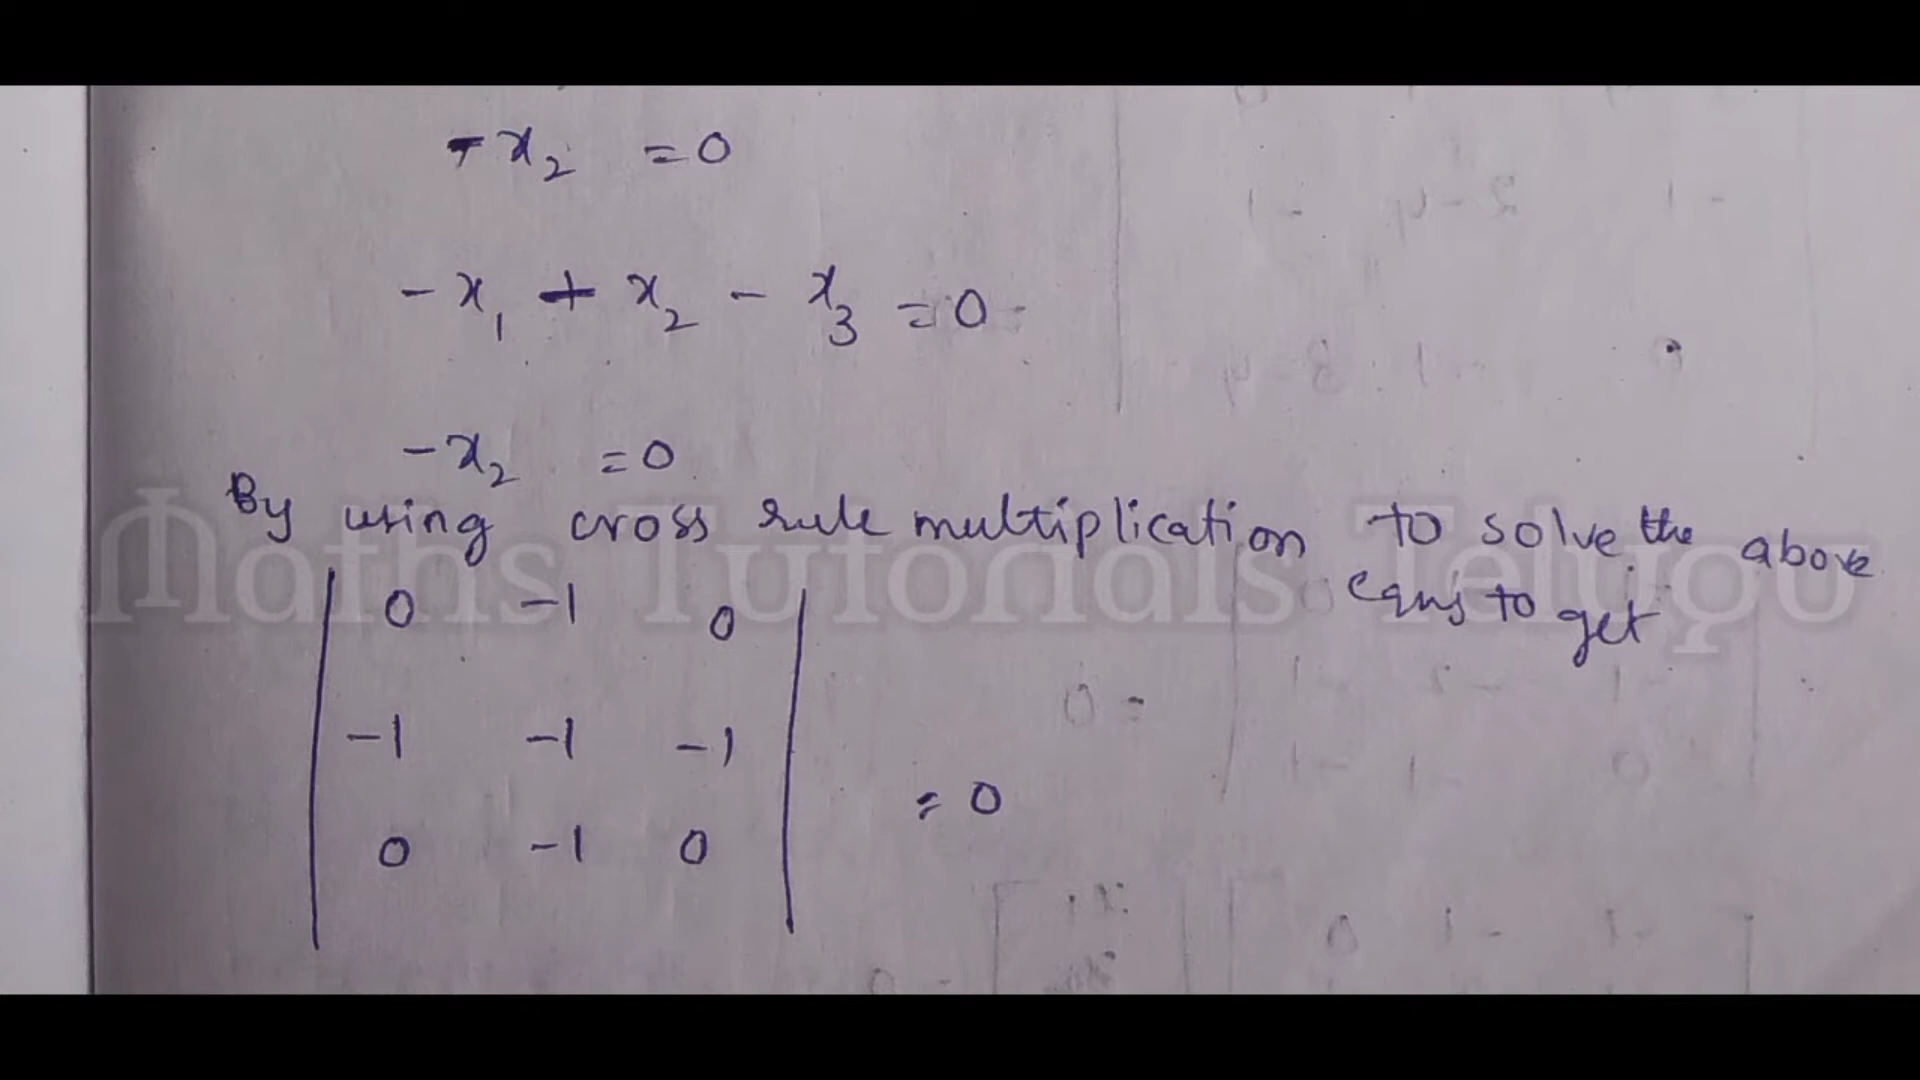 -x₂ = 0
-x₁ + x₂ - x₃ = 0
-x₂ = 0
By using cross rule multiplication to solve the above
eqns to get
Maths Tutorials Telugu
0 -1 0
-1 -1 -1
= 0
0 -1 0